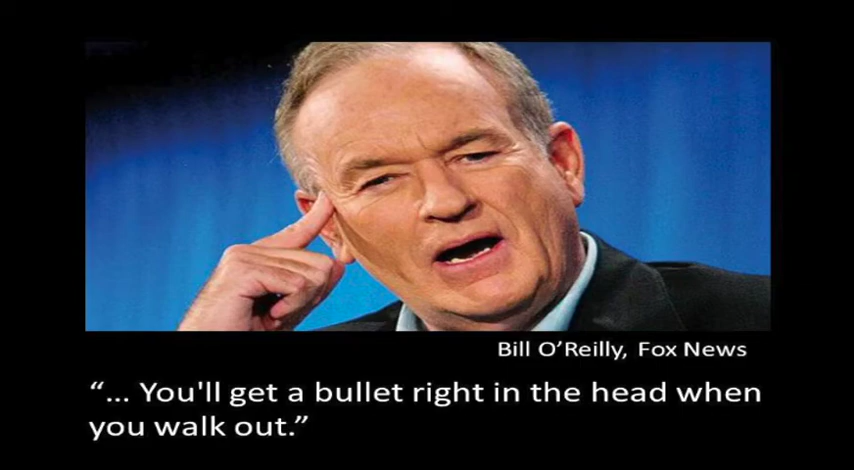 Bill O’Reilly, Fox News
“... You'll get a bullet right in the head when
you walk out.”